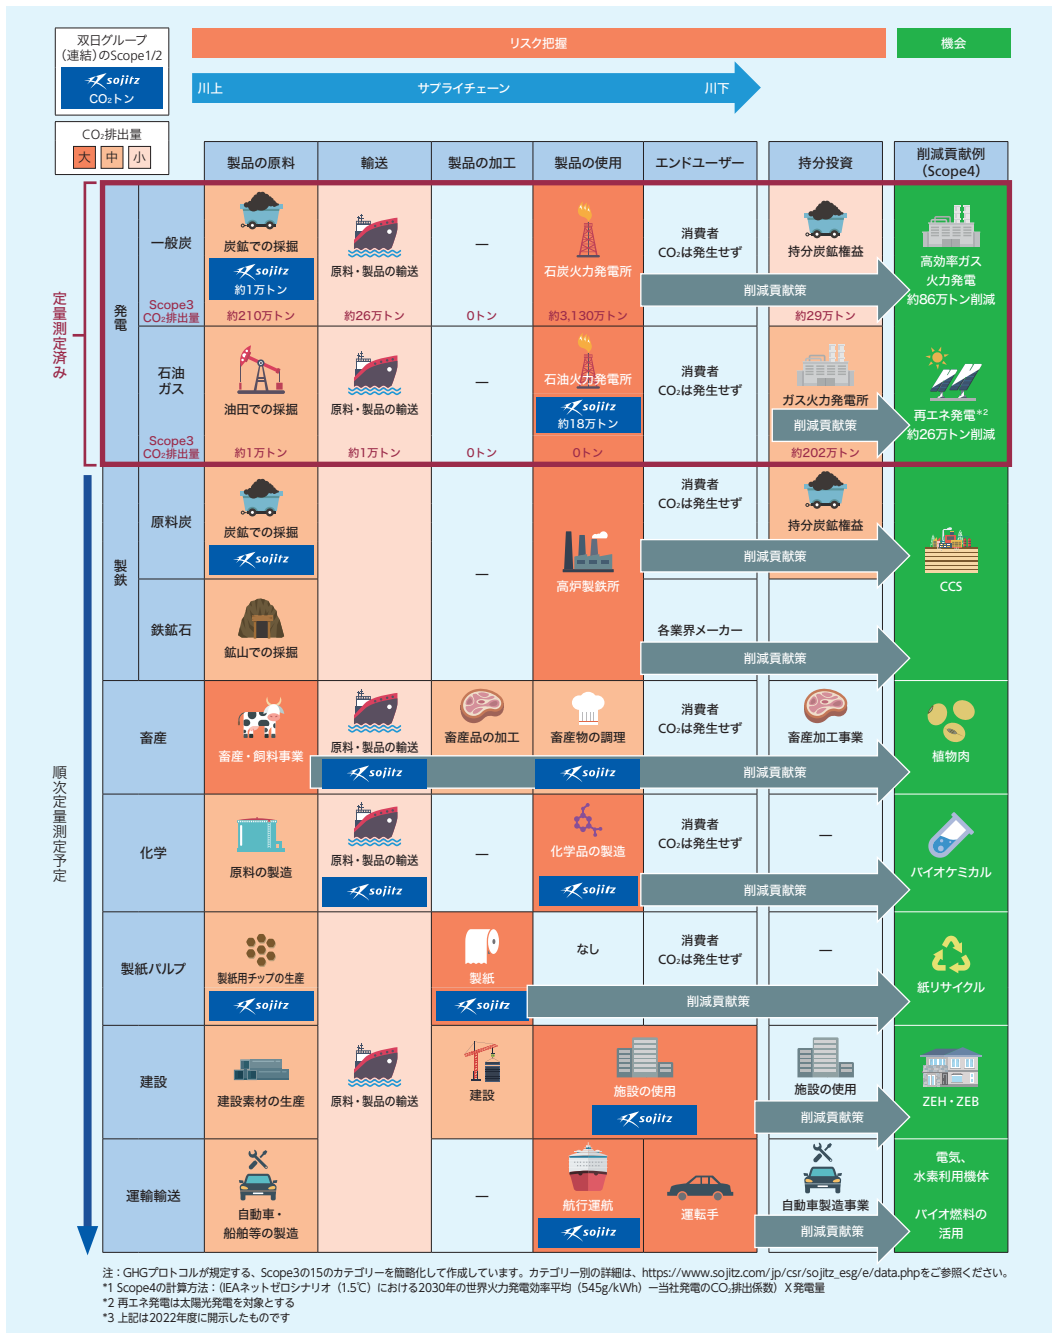 双日グループ
（連結）のScope1/2
sojitz
CO₂トン
CO₂排出量
大 中 小
リスク把握
機会
川上 サプライチェーン 川下
製品の原料 輸送 製品の加工 製品の使用 エンドユーザー 持分投資 削減貢献例
（Scope4）
定量測定済み
発電
一般炭
炭鉱での採掘
sojitz
約1万トン
原料・製品の輸送
—
石炭火力発電所
消費者
CO₂は発生せず
持分炭鉱権益
削減貢献策
高効率ガス
火力発電
約86万トン削減
Scope3
CO₂排出量
約210万トン 約26万トン 0トン 約3,130万トン 約29万トン
石油
ガス
油田での採掘
原料・製品の輸送
—
石油火力発電所
sojitz
約18万トン
消費者
CO₂は発生せず
ガス火力発電所
削減貢献策
再エネ発電*2
約26万トン削減
Scope3
CO₂排出量
約1万トン 約1万トン 0トン 0トン 約202万トン
順次定量測定予定
製鉄
原料炭
炭鉱での採掘
sojitz
—
高炉製鉄所
消費者
CO₂は発生せず
持分炭鉱権益
削減貢献策
CCS
鉄鉱石
鉱山での採掘
各業界メーカー
削減貢献策
畜産
畜産・飼料事業
原料・製品の輸送
sojitz
畜産品の加工
畜産物の調理
sojitz
消費者
CO₂は発生せず
畜産加工事業
削減貢献策
植物肉
化学
原料の製造
原料・製品の輸送
sojitz
—
化学品の製造
sojitz
消費者
CO₂は発生せず
—
削減貢献策
バイオケミカル
製紙パルプ
製紙用チップの生産
sojitz
製紙
sojitz
なし
消費者
CO₂は発生せず
—
削減貢献策
紙リサイクル
建設
建設素材の生産
原料・製品の輸送
建設
施設の使用
sojitz
施設の使用
削減貢献策
ZEH・ZEB
運輸輸送
自動車・
船舶等の製造
—
航行運航
sojitz
運転手
自動車製造事業
削減貢献策
電気、
水素利用機体
バイオ燃料の
活用
注：GHGプロトコルが規定する、Scope3の15のカテゴリーを簡略化して作成しています。カテゴリー別の詳細は、https://www.sojitz.com/jp/csr/sojitz_esg/e/data.phpをご参照ください。
*1 Scope4の計算方法：（IEAネットゼロシナリオ（1.5℃）における2030年の世界火力発電効率平均（545g/kWh）ー当社発電のCO₂排出係数）X発電量
*2 再エネ発電は太陽光発電を対象とする
*3 上記は2022年度に開示したものです